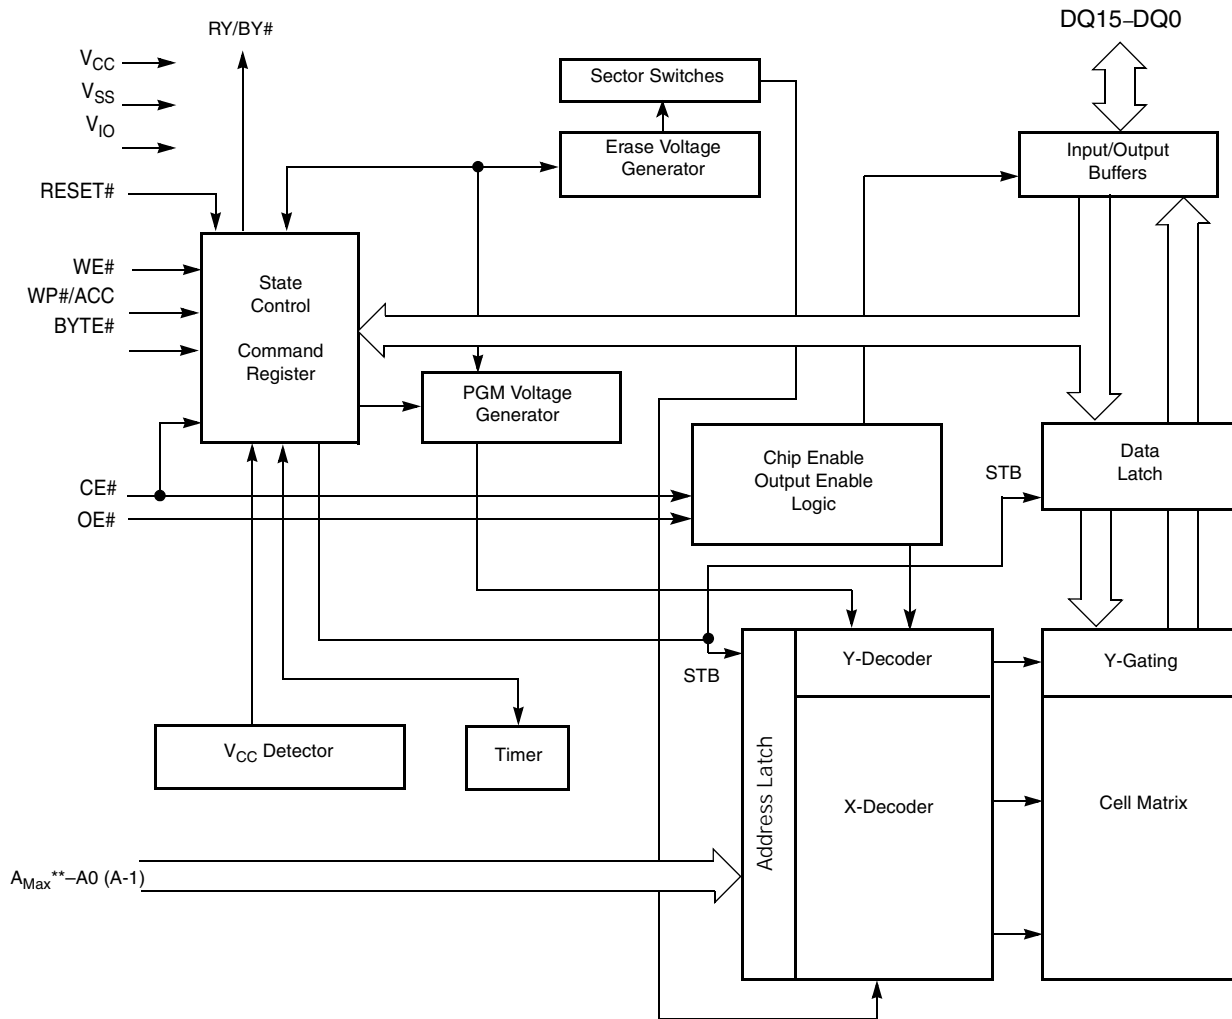 RY/BY#
DQ15–DQ0
VCC
VSS
VIO
Sector Switches
Erase Voltage
Generator
Input/Output
Buffers
RESET#
WE#
WP#/ACC
BYTE#
State
Control
Command
Register
PGM Voltage
Generator
Chip Enable
Output Enable
Logic
STB
Data
Latch
CE#
OE#
STB
Y-Decoder
Y-Gating
VCC Detector
Timer
Address Latch
X-Decoder
Cell Matrix
AMax**–A0 (A-1)